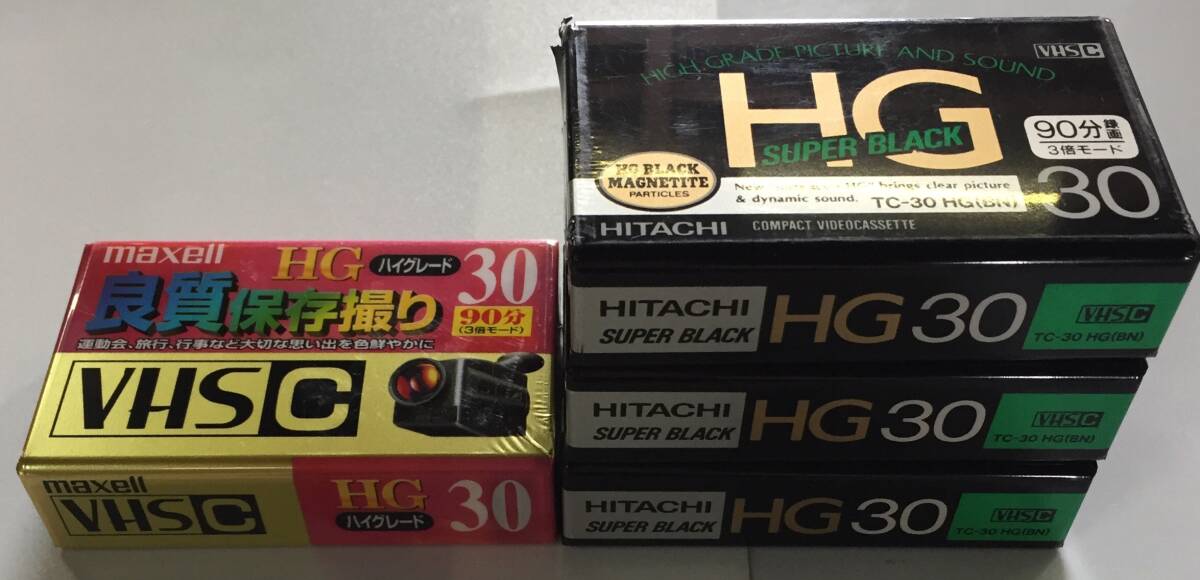 maxell
HG ハイグレード 30
良質保存撮り
90分
(3倍モード)
運動会、旅行、行事など大切な思い出を色鮮やかに
VHS C
maxell
VHS C
HG
ハイグレード
30
HIGH GRADE PICTURE AND SOUND
VHS C
HG
SUPER BLACK
90分 録画
3倍モード
HG BLACK
MAGNETITE
PARTICLES
New brings clear picture
& dynamic sound. TC-30 HG(BN)
30
HITACHI COMPACT VIDEOCASSETTE
HITACHI
SUPER BLACK
HG 30
VHS C
TC-30 HG(BN)
HITACHI
SUPER BLACK
HG 30
VHS C
TC-30 HG(BN)
HITACHI
SUPER BLACK
HG 30
VHS C
TC-30 HG(BN)